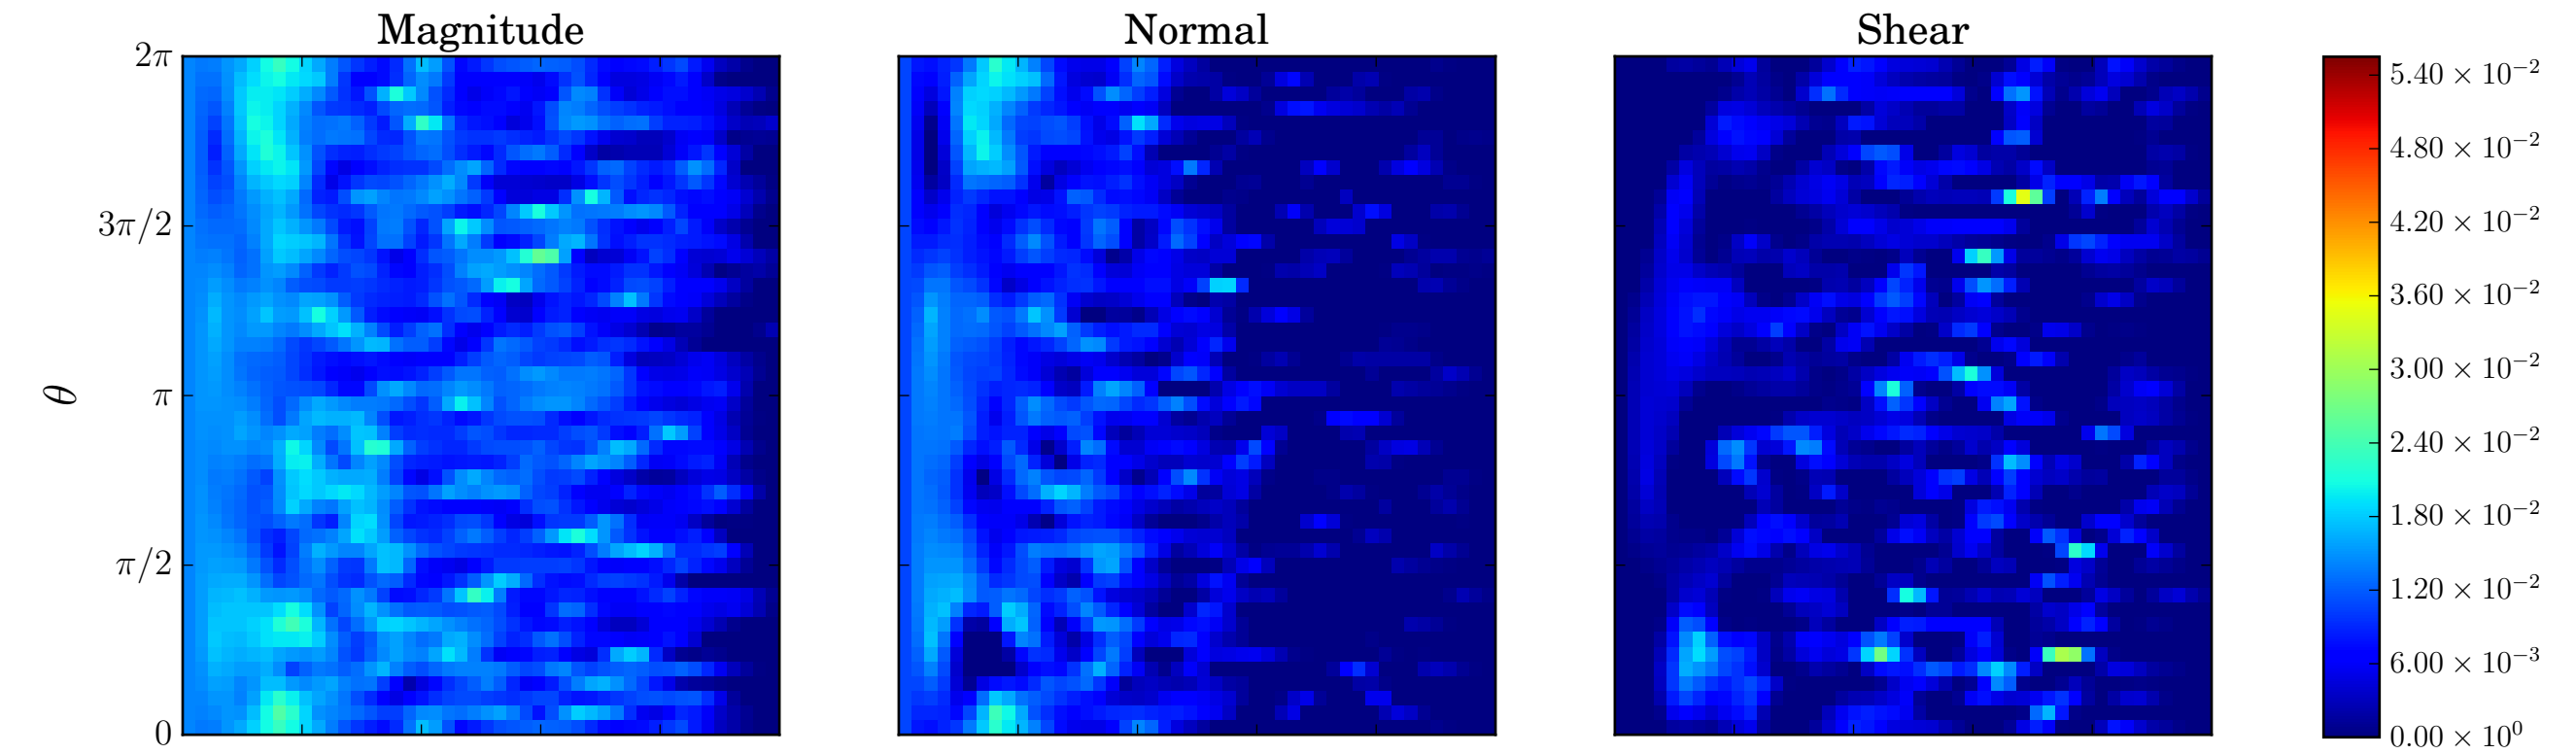 Magnitude Normal Shear
2π
3π/2
π
π/2
0
θ
5.40 × 10⁻²
4.80 × 10⁻²
4.20 × 10⁻²
3.60 × 10⁻²
3.00 × 10⁻²
2.40 × 10⁻²
1.80 × 10⁻²
1.20 × 10⁻²
6.00 × 10⁻³
0.00 × 10⁰